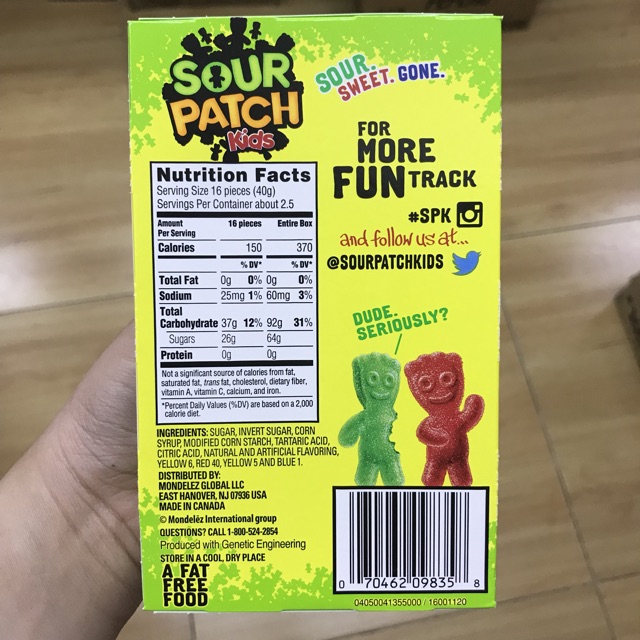 SOUR
PATCH
Kids
SOUR.
SWEET. GONE.
FOR
MORE
FUN TRACK
#SPK
and follow us at...
@SOURPATCHKIDS
DUDE.
SERIOUSLY?
Nutrition Facts
Serving Size 16 pieces (40g)
Servings Per Container about 2.5
Amount Per Serving 16 pieces Entire Box
Calories 150 370
% DV* % DV*
Total Fat 0g 0% 0g 0%
Sodium 25mg 1% 60mg 3%
Total
Carbohydrate 37g 12% 92g 31%
Sugars 26g 64g
Protein 0g 0g
Not a significant source of calories from fat,
saturated fat, trans fat, cholesterol, dietary fiber,
vitamin A, vitamin C, calcium, and iron.
*Percent Daily Values (%DV) are based on a 2,000
calorie diet.
INGREDIENTS: SUGAR, INVERT SUGAR, CORN
SYRUP, MODIFIED CORN STARCH, TARTARIC ACID,
CITRIC ACID, NATURAL AND ARTIFICIAL FLAVORING,
YELLOW 6, RED 40, YELLOW 5 AND BLUE 1.
DISTRIBUTED BY:
MONDELEZ GLOBAL LLC
EAST HANOVER, NJ 07936 USA
MADE IN CANADA
© Mondelēz International group
QUESTIONS? CALL 1-800-524-2854
Produced with Genetic Engineering
STORE IN A COOL, DRY PLACE
A FAT
FREE
FOOD
0 70462 09835 8
04050041355000 / 16001120